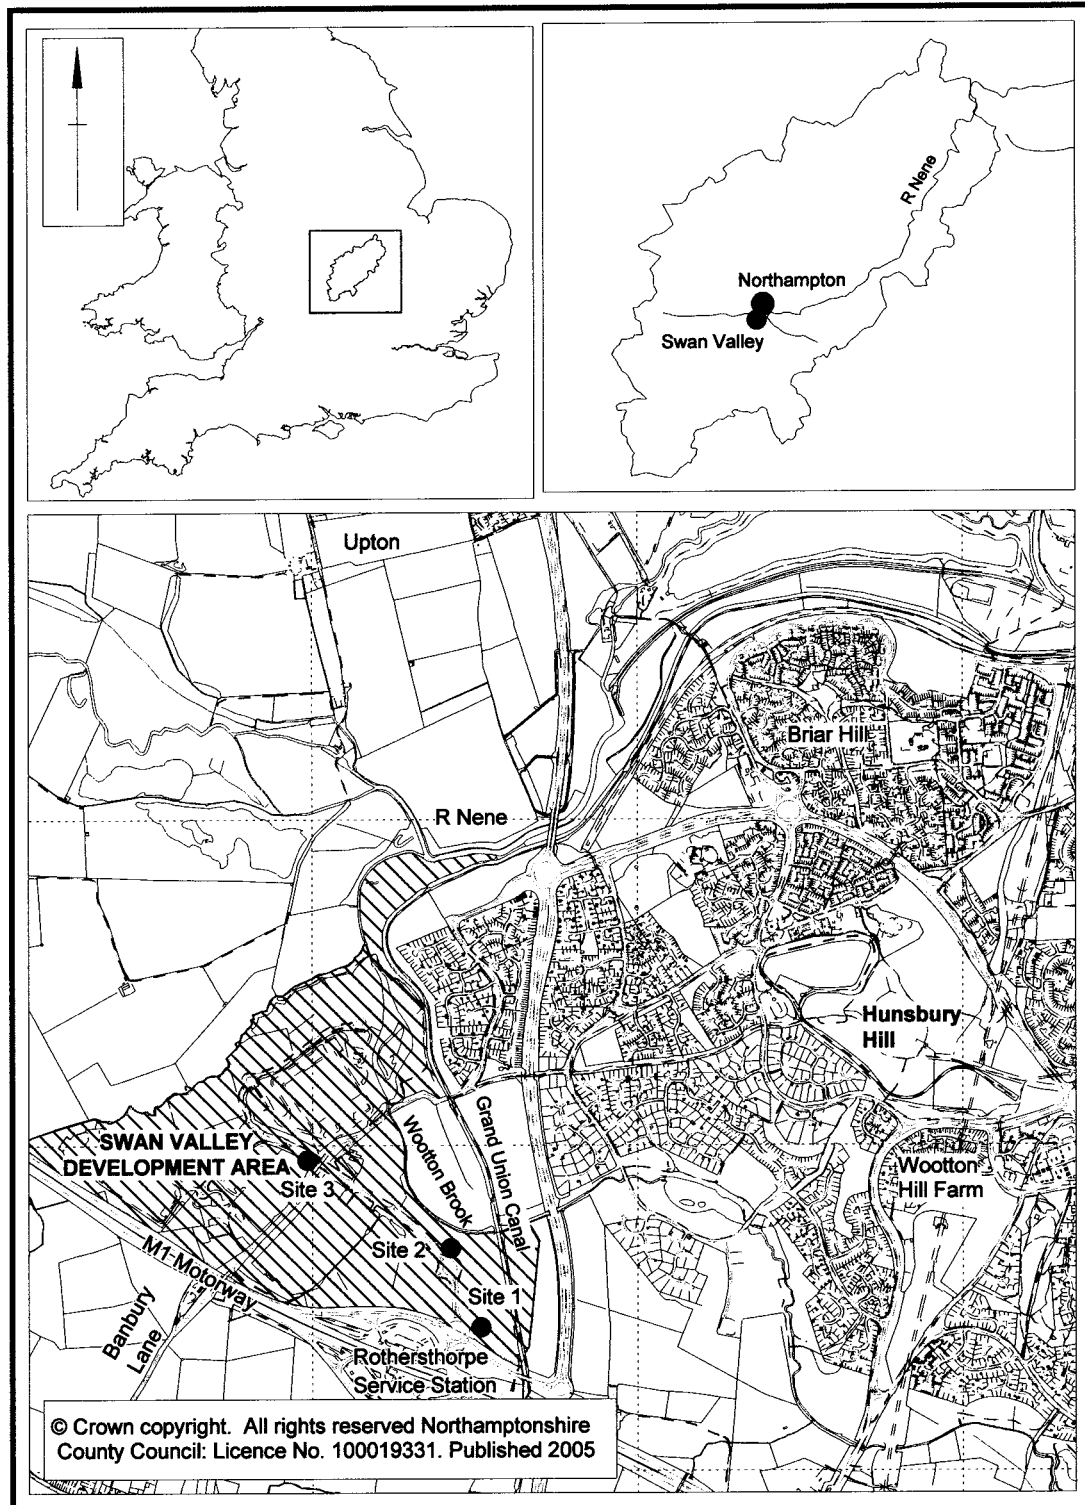 R Nene
Northampton
Swan Valley
Upton
Briar Hill
R Nene
Hunsbury
Hill
SWAN VALLEY
DEVELOPMENT AREA
Site 3
Wootton Brook
Grand Union Canal
Wootton
Hill Farm
Site 2
Site 1
M1 Motorway
Banbury
Lane
Rothersthorpe
Service Station
© Crown copyright. All rights reserved Northamptonshire
County Council: Licence No. 100019331. Published 2005